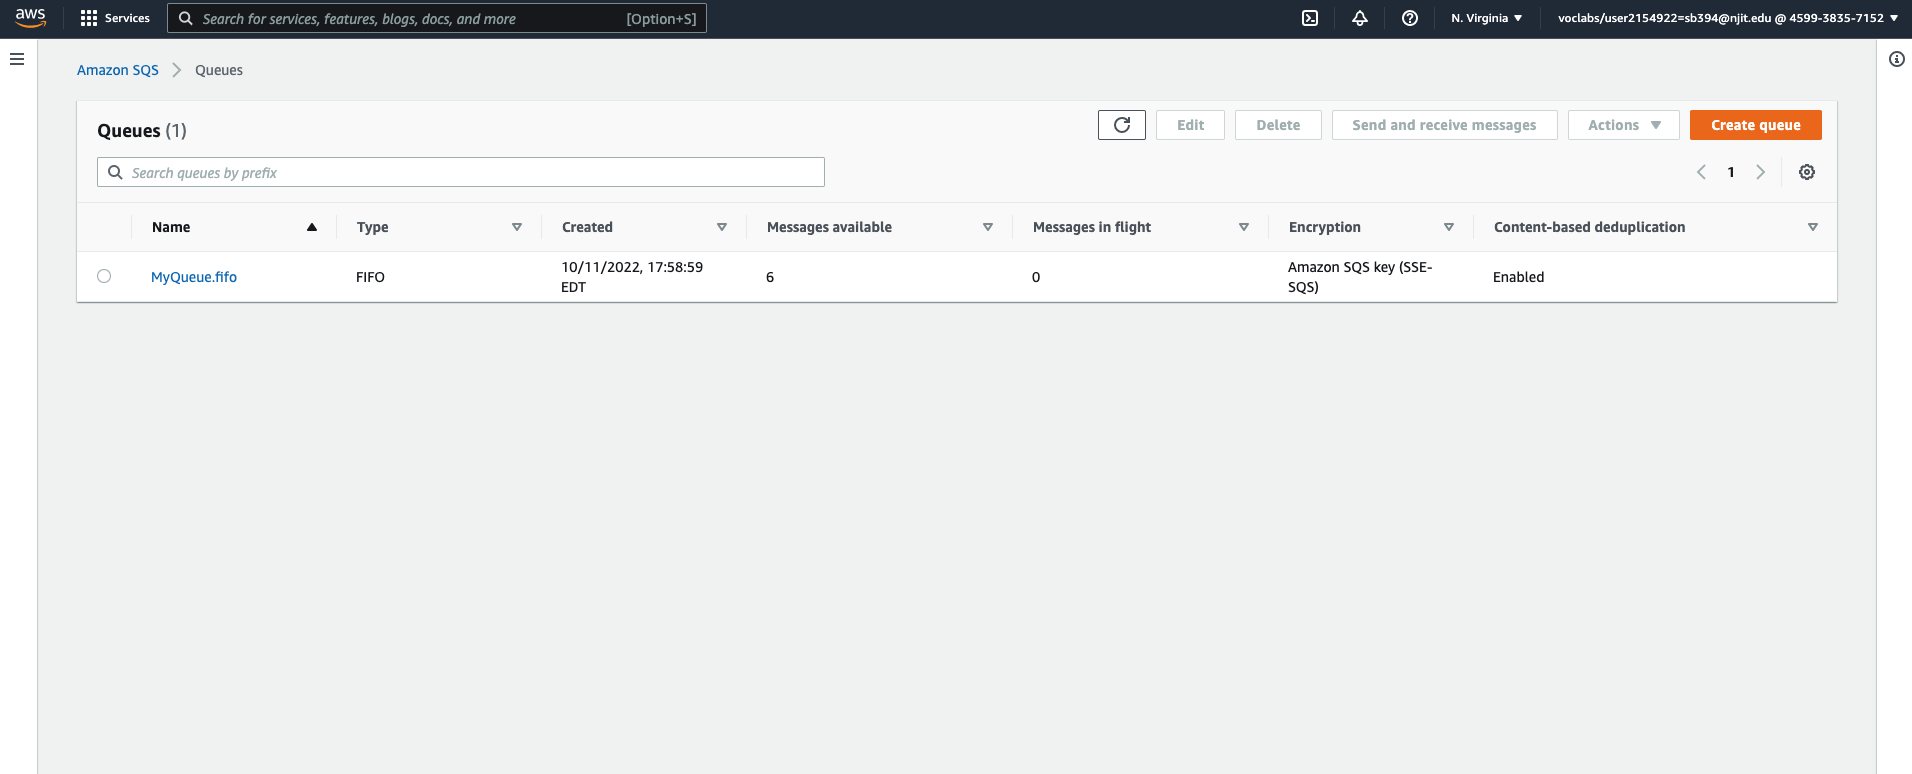 aws
Services
Search for services, features, blogs, docs, and more [Option+S]
N. Virginia
voclabs/user2154922=sb394@njit.edu @ 4599-3835-7152
Amazon SQS
Queues
Queues (1)
Edit
Delete
Send and receive messages
Actions
Create queue
Search queues by prefix
1
Name Type Created Messages available Messages in flight Encryption Content-based deduplication
MyQueue.fifo FIFO 10/11/2022, 17:58:59 EDT 6 0 Amazon SQS key (SSE-SQS) Enabled